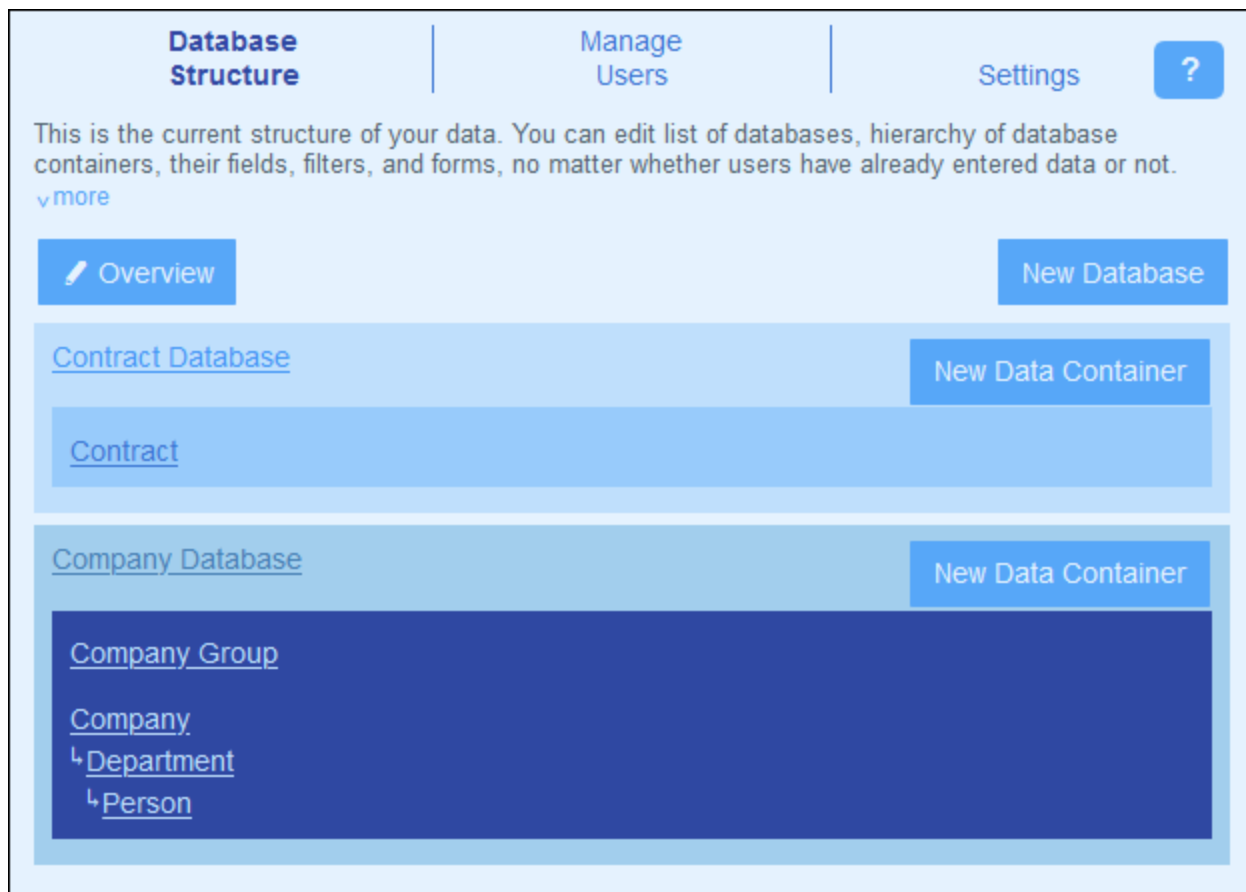 Database
Structure
Manage
Users
Settings
?
This is the current structure of your data. You can edit list of databases, hierarchy of database
containers, their fields, filters, and forms, no matter whether users have already entered data or not.
more
Overview
New Database
Contract Database
New Data Container
Contract
Company Database
New Data Container
Company Group
Company
↳Department
↳Person